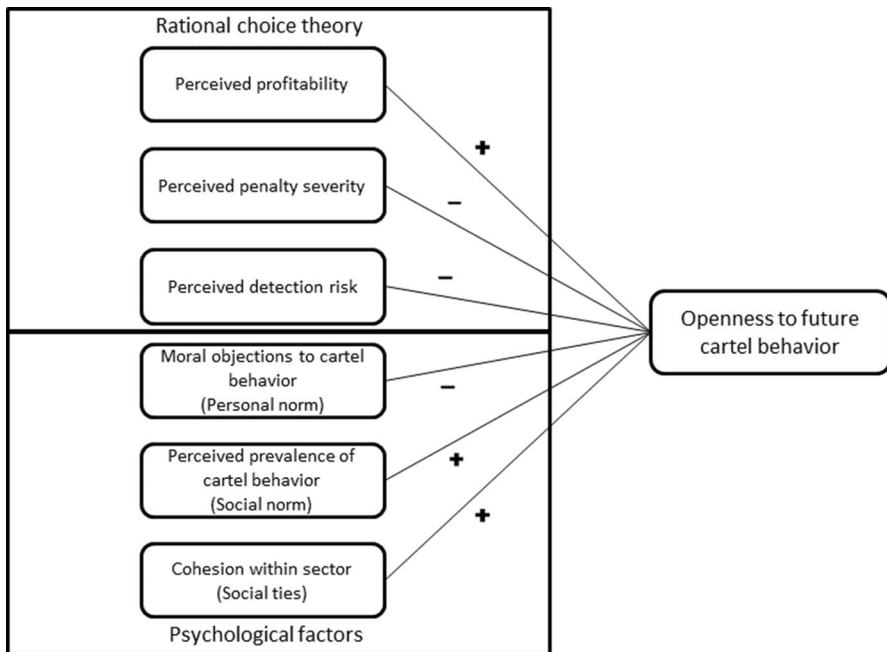 Rational choice theory
Perceived profitability
+
Perceived penalty severity
−
Perceived detection risk
−
Openness to future
cartel behavior
Moral objections to cartel
behavior
(Personal norm)
−
Perceived prevalence of
cartel behavior
(Social norm)
+
Cohesion within sector
(Social ties)
+
Psychological factors